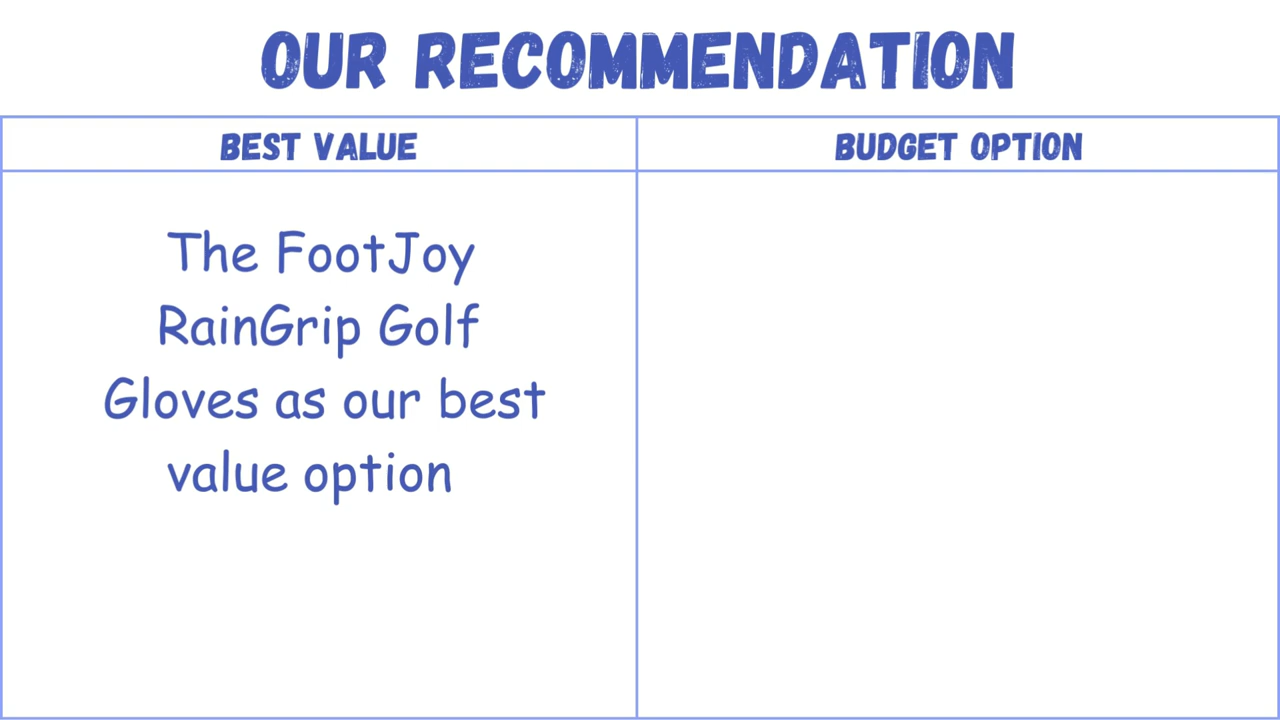 OUR RECOMMENDATION
BEST VALUE
BUDGET OPTION
The FootJoy
RainGrip Golf
Gloves as our best
value option